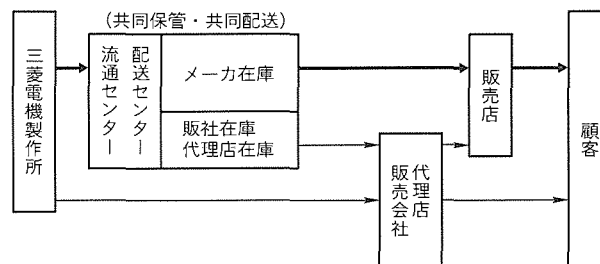 (共同保管・共同配送)
三菱電機製作所
配送センター
流通センター
メーカ在庫
販社在庫
代理店在庫
代理店
販売会社
販売店
顧客